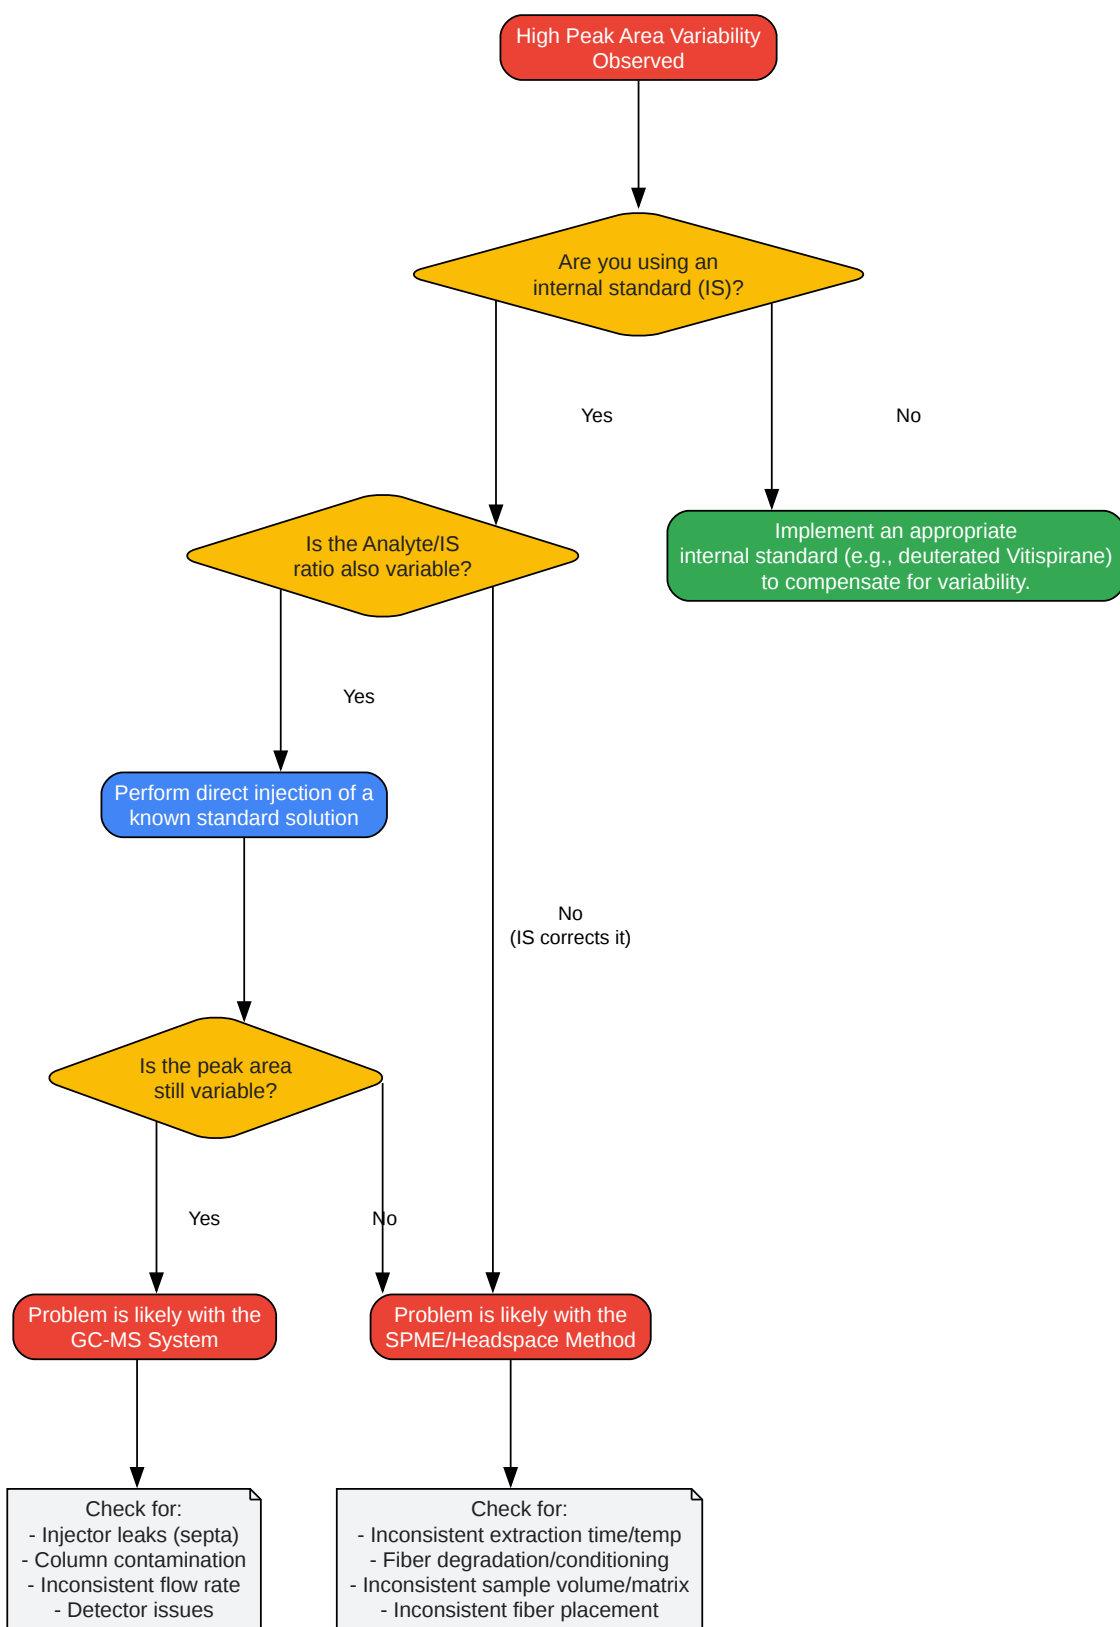 High Peak Area Variability
Observed
Are you using an
internal standard (IS)?
Yes
No
Is the Analyte/IS
ratio also variable?
Implement an appropriate
internal standard (e.g., deuterated Vitispirane)
to compensate for variability.
Yes
Perform direct injection of a
known standard solution
No
(IS corrects it)
Is the peak area
still variable?
Yes
No
Problem is likely with the
GC-MS System
Problem is likely with the
SPME/Headspace Method
Check for:
- Injector leaks (septa)
- Column contamination
- Inconsistent flow rate
- Detector issues
Check for:
- Inconsistent extraction time/temp
- Fiber degradation/conditioning
- Inconsistent sample volume/matrix
- Inconsistent fiber placement